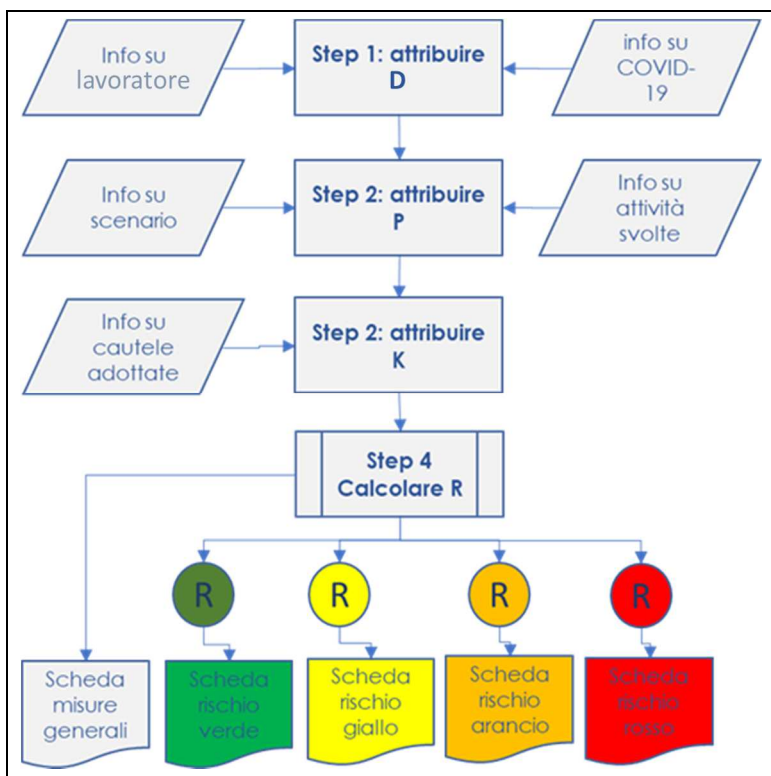 Info su
lavoratore
Step 1: attribuire
D
info su
COVID-
19
Info su
scenario
Step 2: attribuire
P
Info su
attività
svolte
Info su
cautele
adottate
Step 2: attribuire
K
Step 4
Calcolare R
R
R
R
R
Scheda
misure
generali
Scheda
rischio
verde
Scheda
rischio
giallo
Scheda
rischio
arancio
Scheda
rischio
rosso